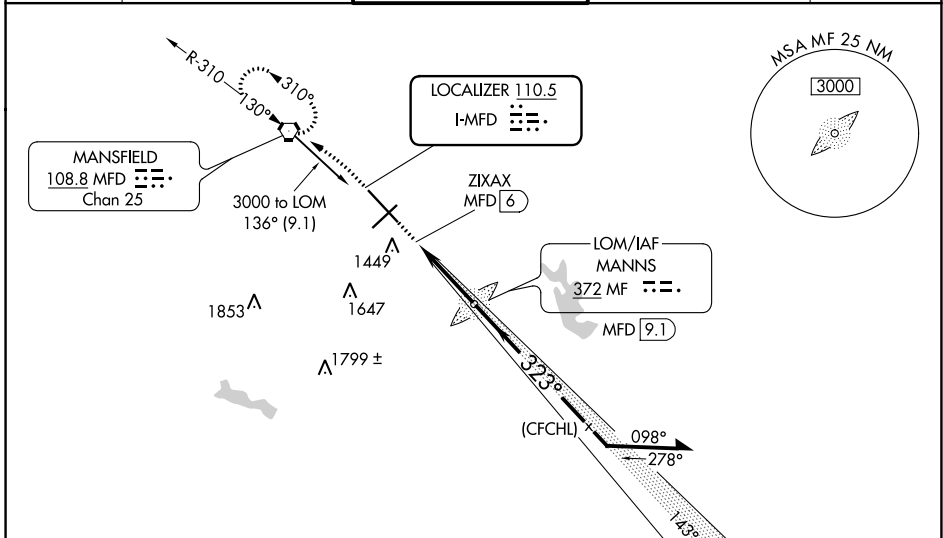 MSA MF 25 NM
3000
R-310
310°
130°
LOCALIZER 110.5
I-MFD
MANSFIELD
108.8 MFD
Chan 25
3000 to LOM
136° (9.1)
ZIXAX
MFD 6
1449
LOM/IAF
MANNS
372 MF
MFD 9.1
1853
1647
1799 ±
323°
(CFCHL)
098°
278°
143°